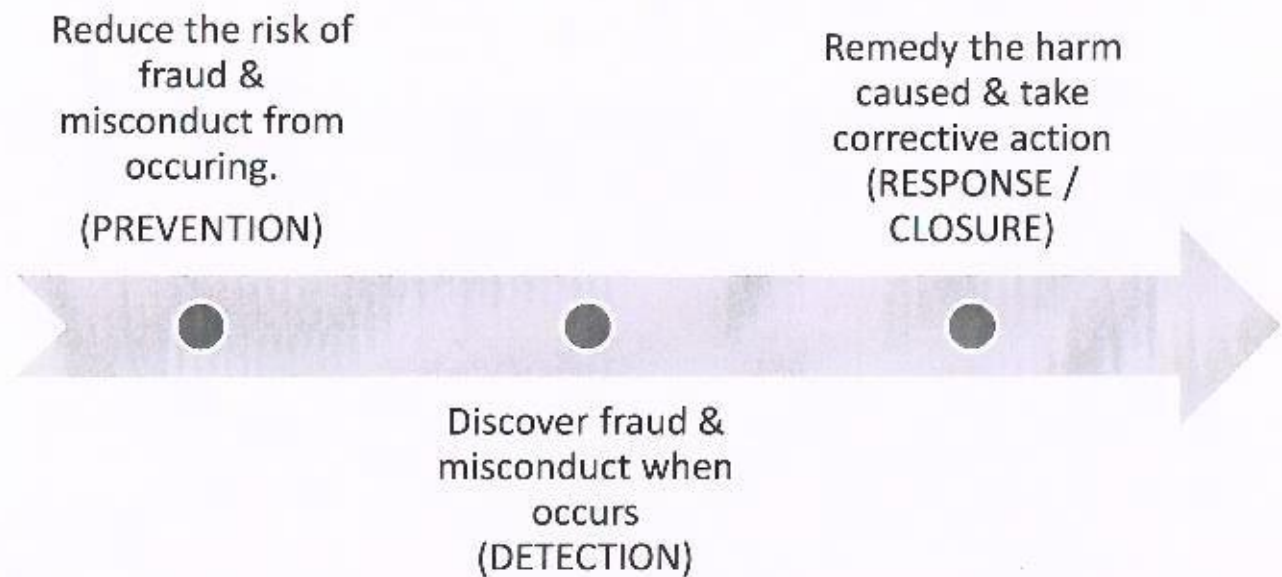 Reduce the risk of
fraud &
misconduct from
occuring.
(PREVENTION)
Discover fraud &
misconduct when
occurs
(DETECTION)
Remedy the harm
caused & take
corrective action
(RESPONSE /
CLOSURE)